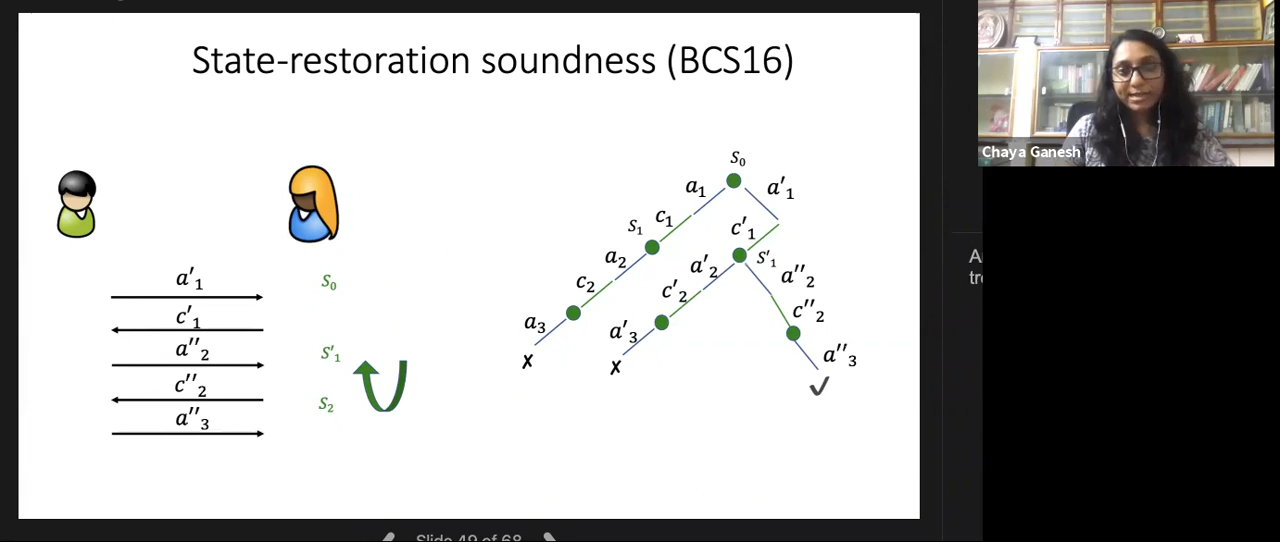 State-restoration soundness (BCS16)
a′₁
S₀
c′₁
a″₂
S′₁
c″₂
S₂
a″₃
S₀
a₁
a′₁
c₁
S₁
c′₁
S′₁
a₂
a′₂
a″₂
c₂
c′₂
c″₂
a₃
a′₃
a″₃
X
X
✓
Chaya Ganesh
A
tr
Slide 49 of 68